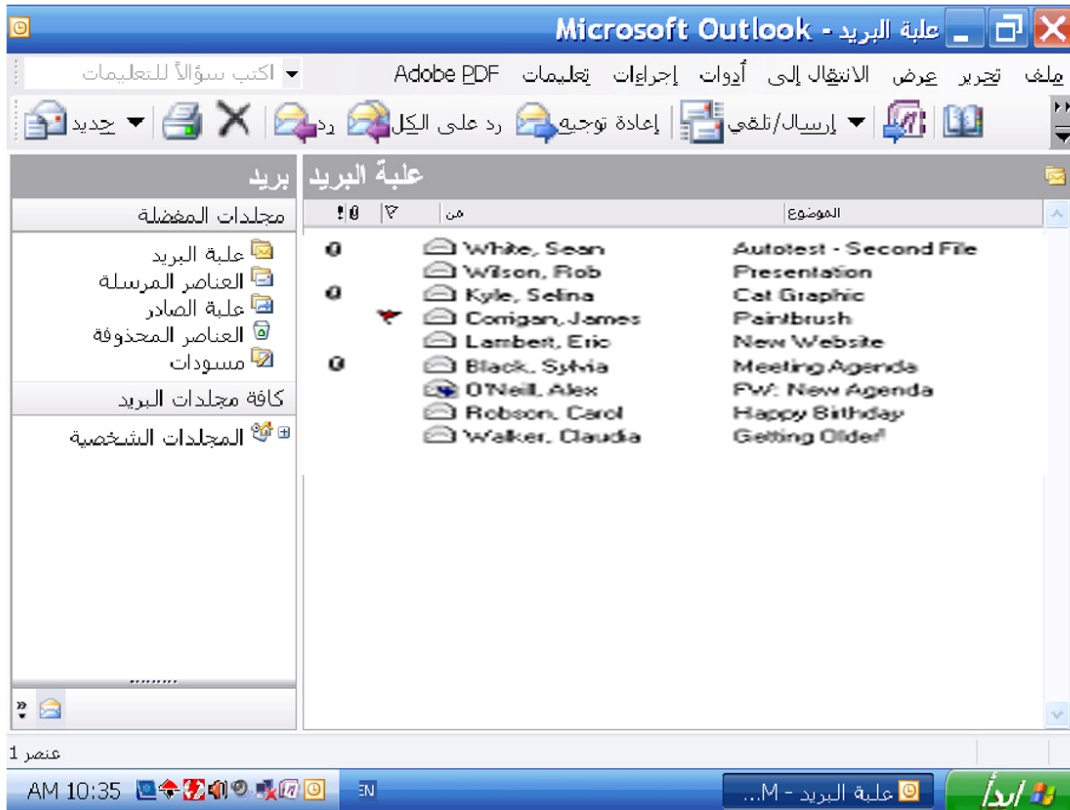 علبة البريد - Microsoft Outlook
ملف تحرير عرض الانتقال إلى أدوات إجراءات تعليمات Adobe PDF
اكتب سؤالاً للتعليمات
إرسال/تلقي إعادة توجيه رد على الكل رد جديد
بريد
علبة البريد
مجلدات المفضلة
علبة البريد
العناصر المرسلة
علبة الصادر
العناصر المحذوفة
مسودات
كافة مجلدات البريد
المجلدات الشخصية
من الموضوع
White, Sean Autotest - Second File
Wilson, Rob Presentation
Kyle, Selina Cat Graphic
Corrigan, James Paintbrush
Lambert, Eric New Website
Black, Sylvia Meeting Agenda
O'Neill, Alex FW: New Agenda
Robson, Carol Happy Birthday
Walker, Claudia Getting Older!
عنصر 1
ابدأ
علبة البريد - M...
EN
AM 10:35